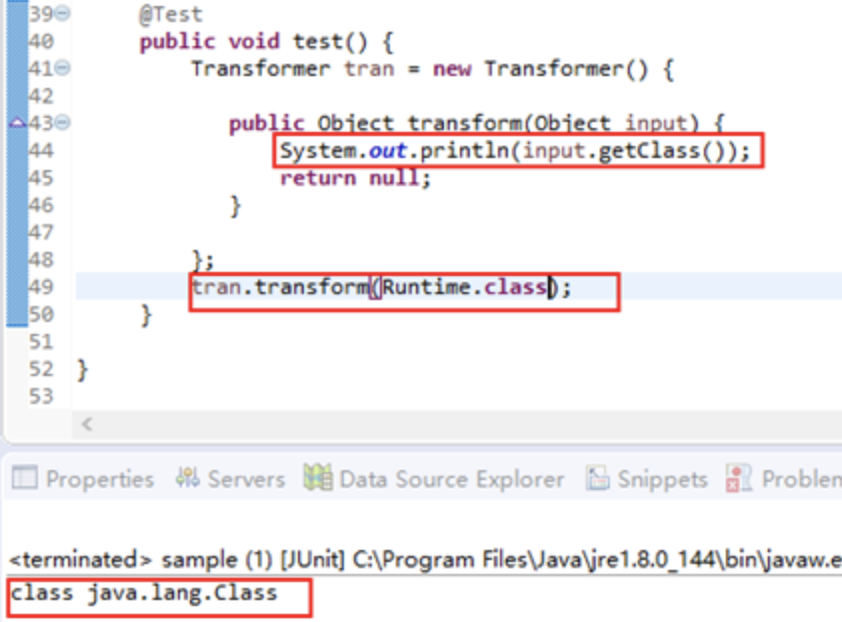 39 @Test
40 public void test() {
41 Transformer tran = new Transformer() {
42
43 public Object transform(Object input) {
44 System.out.println(input.getClass());
45 return null;
46 }
47
48 };
49 tran.transform(Runtime.class);
50 }
51
52 }
53
Properties Servers Data Source Explorer Snippets Problem
<terminated> sample (1) [JUnit] C:\Program Files\Java\jre1.8.0_144\bin\javaw.e
class java.lang.Class